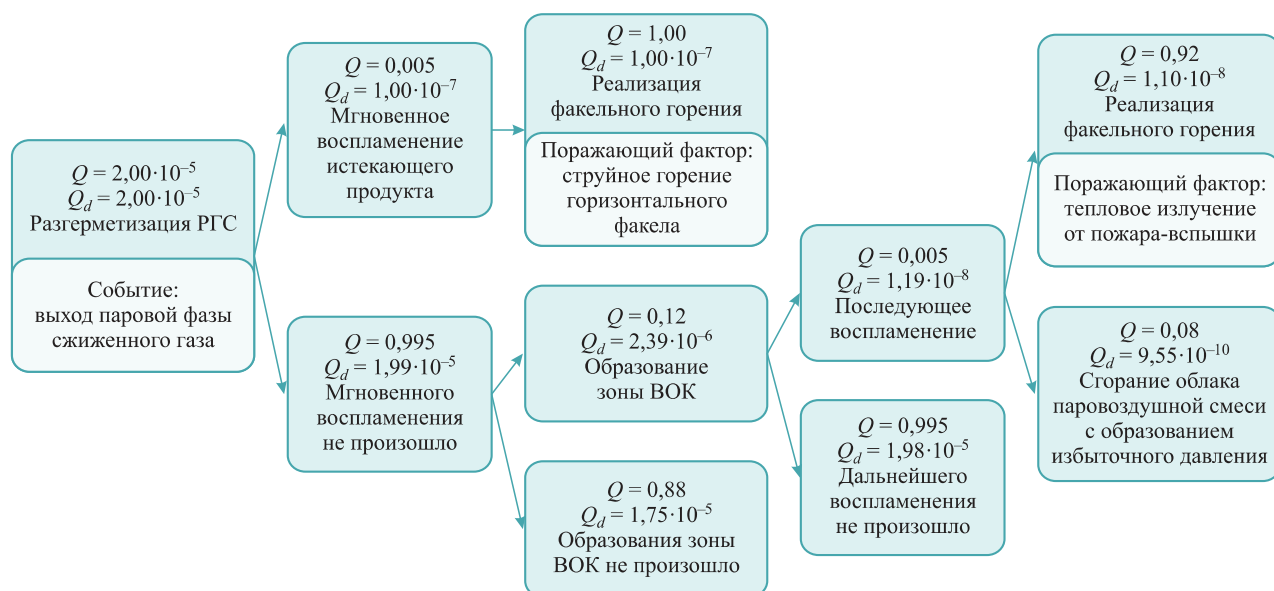 Q = 2,00·10⁻⁵
Q_d = 2,00·10⁻⁵
Разгерметизация РГС
Событие:
выход паровой фазы
сжиженного газа
Q = 0,005
Q_d = 1,00·10⁻⁷
Мгновенное
воспламенение
истекающего
продукта
Q = 0,995
Q_d = 1,99·10⁻⁵
Мгновенного
воспламенения
не произошло
Q = 1,00
Q_d = 1,00·10⁻⁷
Реализация
факельного горения
Поражающий фактор:
струйное горение
горизонтального
факела
Q = 0,12
Q_d = 2,39·10⁻⁶
Образование
зоны ВОК
Q = 0,88
Q_d = 1,75·10⁻⁵
Образования зоны
ВОК не произошло
Q = 0,005
Q_d = 1,19·10⁻⁸
Последующее
воспламенение
Q = 0,995
Q_d = 1,98·10⁻⁵
Дальнейшего
воспламенения
не произошло
Q = 0,92
Q_d = 1,10·10⁻⁸
Реализация
факельного горения
Поражающий фактор:
тепловое излучение
от пожара-вспышки
Q = 0,08
Q_d = 9,55·10⁻¹⁰
Сгорание облака
паровоздушной смеси
с образованием
избыточного давления